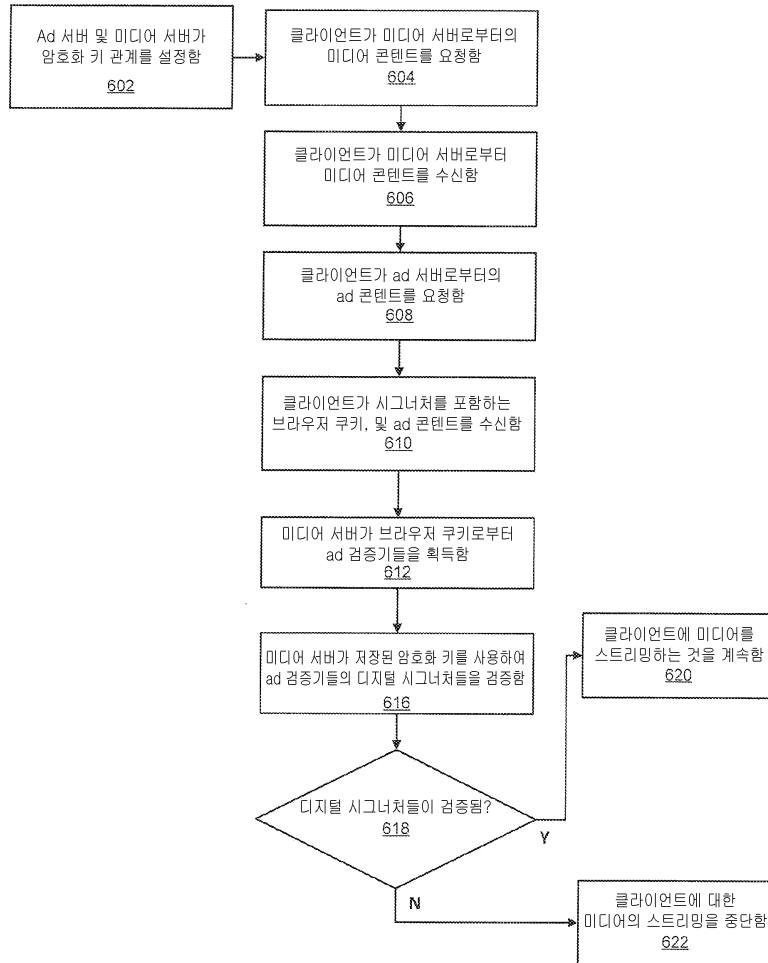 Ad 서버 및 미디어 서버가
암호화 키 관계를 설정함
602
클라이언트가 미디어 서버로부터의
미디어 콘텐트를 요청함
604
클라이언트가 미디어 서버로부터
미디어 콘텐트를 수신함
606
클라이언트가 ad 서버로부터의
ad 콘텐트를 요청함
608
클라이언트가 시그너처를 포함하는
브라우저 쿠키, 및 ad 콘텐트를 수신함
610
미디어 서버가 브라우저 쿠키로부터
ad 검증기들을 획득함
612
미디어 서버가 저장된 암호화 키를 사용하여
ad 검증기들의 디지털 시그너처들을 검증함
616
디지털 시그너처들이 검증됨?
618
Y
클라이언트에 미디어를
스트리밍하는 것을 계속함
620
N
클라이언트에 대한
미디어의 스트리밍을 중단함
622